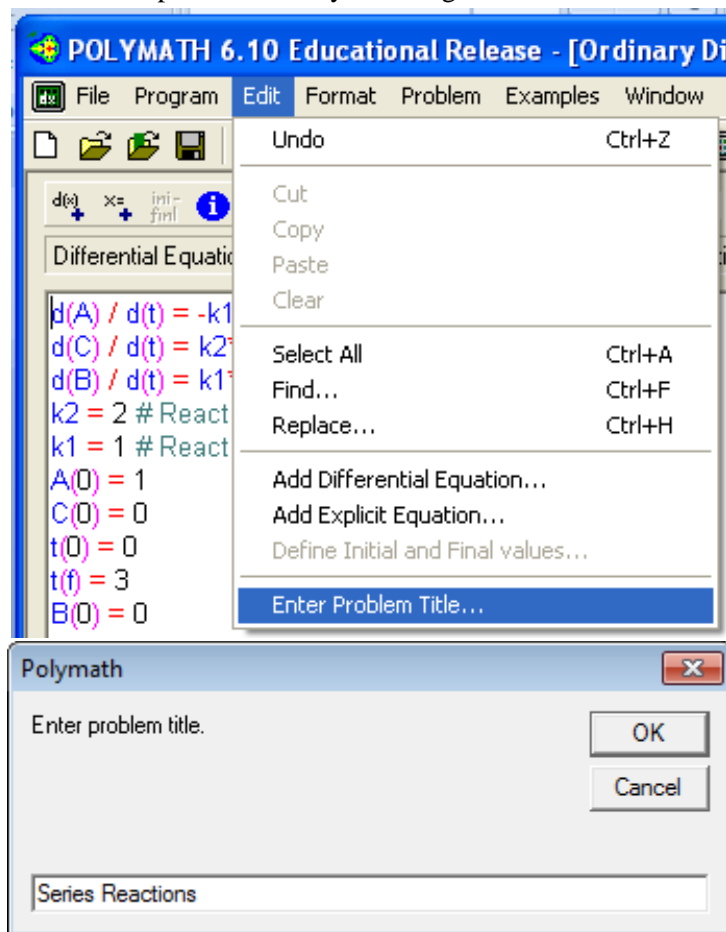 POLYMATH 6.10 Educational Release - [Ordinary Di
File Program Edit Format Problem Examples Window
d(x) x= ini- finl
Differential Equatio
d(A) / d(t) = -k1
d(C) / d(t) = k2*
d(B) / d(t) = k1*
k2 = 2 # React
k1 = 1 # React
A(0) = 1
C(0) = 0
t(0) = 0
t(f) = 3
B(0) = 0
Undo Ctrl+Z
Cut
Copy
Paste
Clear
Select All Ctrl+A
Find... Ctrl+F
Replace... Ctrl+H
Add Differential Equation...
Add Explicit Equation...
Define Initial and Final values...
Enter Problem Title...
Polymath
Enter problem title.
OK
Cancel
Series Reactions